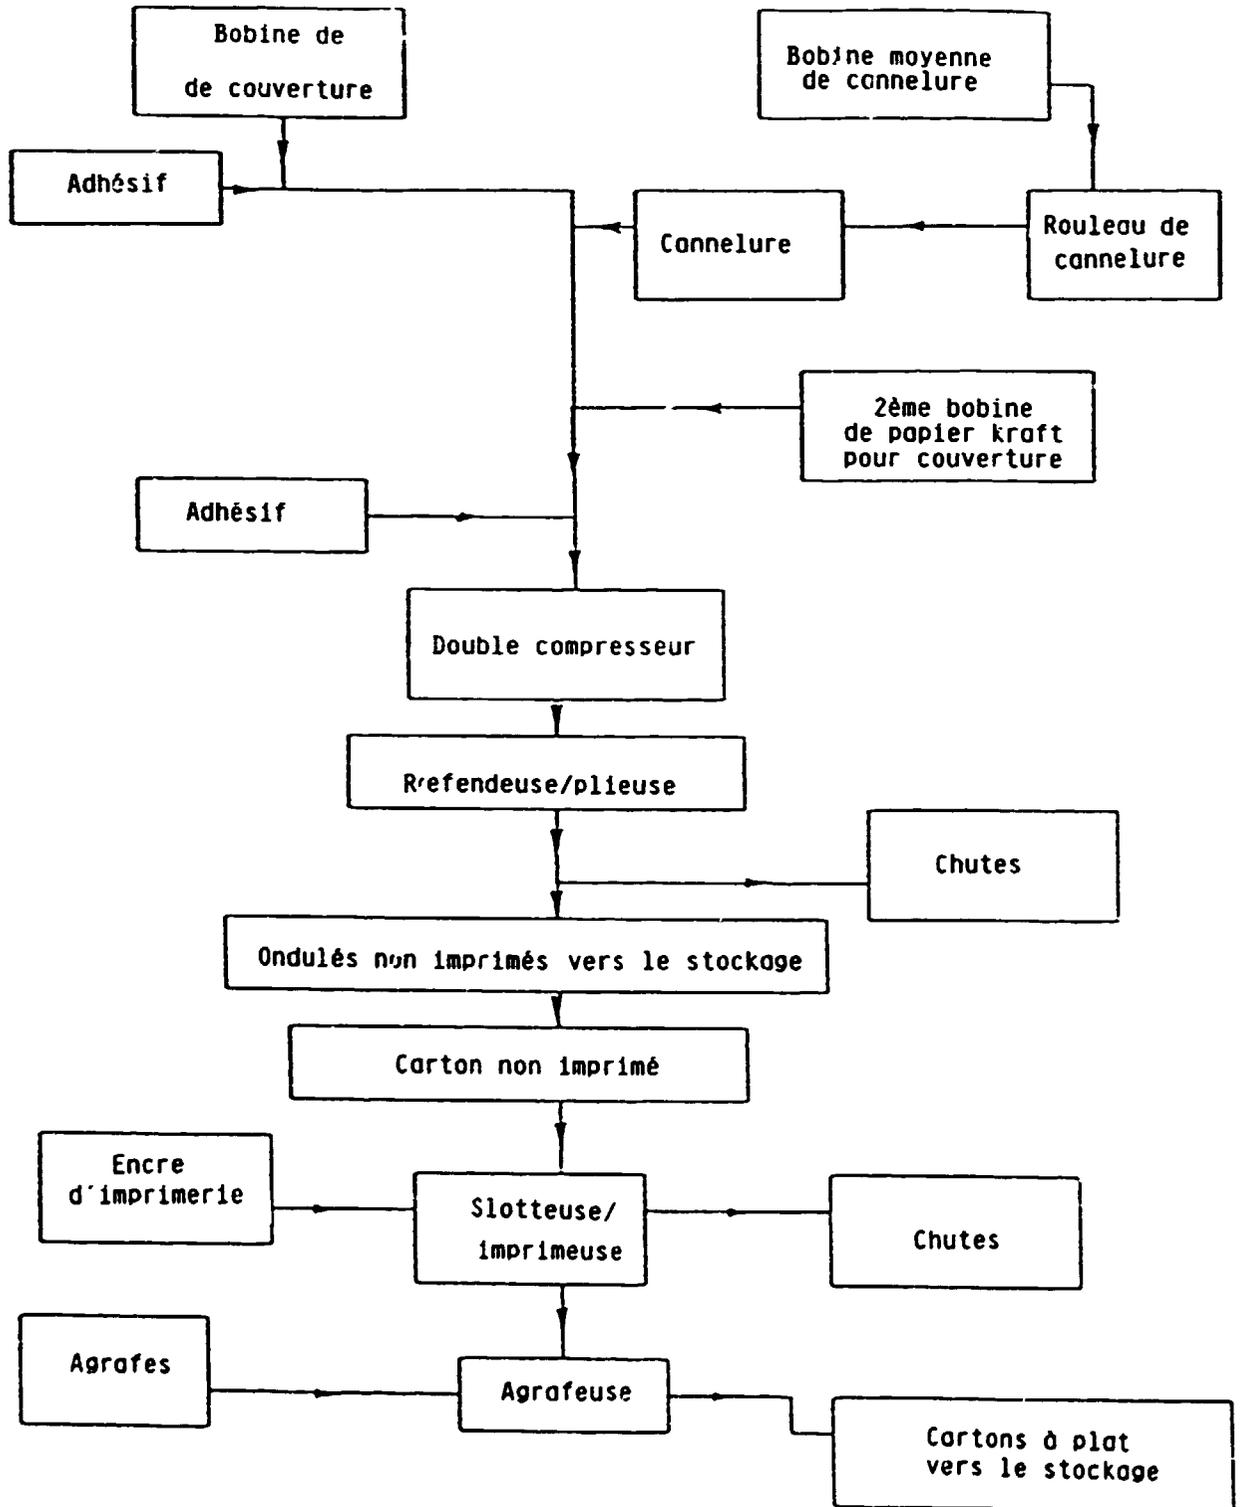 Bobine de
de couverture
Bobine moyenne
de cannelure
Adhésif
Cannelure
Rouleau de
cannelure
2ème bobine
de papier kraft
pour couverture
Adhésif
Double compresseur
Refendeuse/plieuse
Chutes
Ondulés non imprimés vers le stockage
Carton non imprimé
Encre
d'imprimerie
Slotteuse/
imprimeuse
Chutes
Agrafes
Agrafeuse
Cartons à plat
vers le stockage